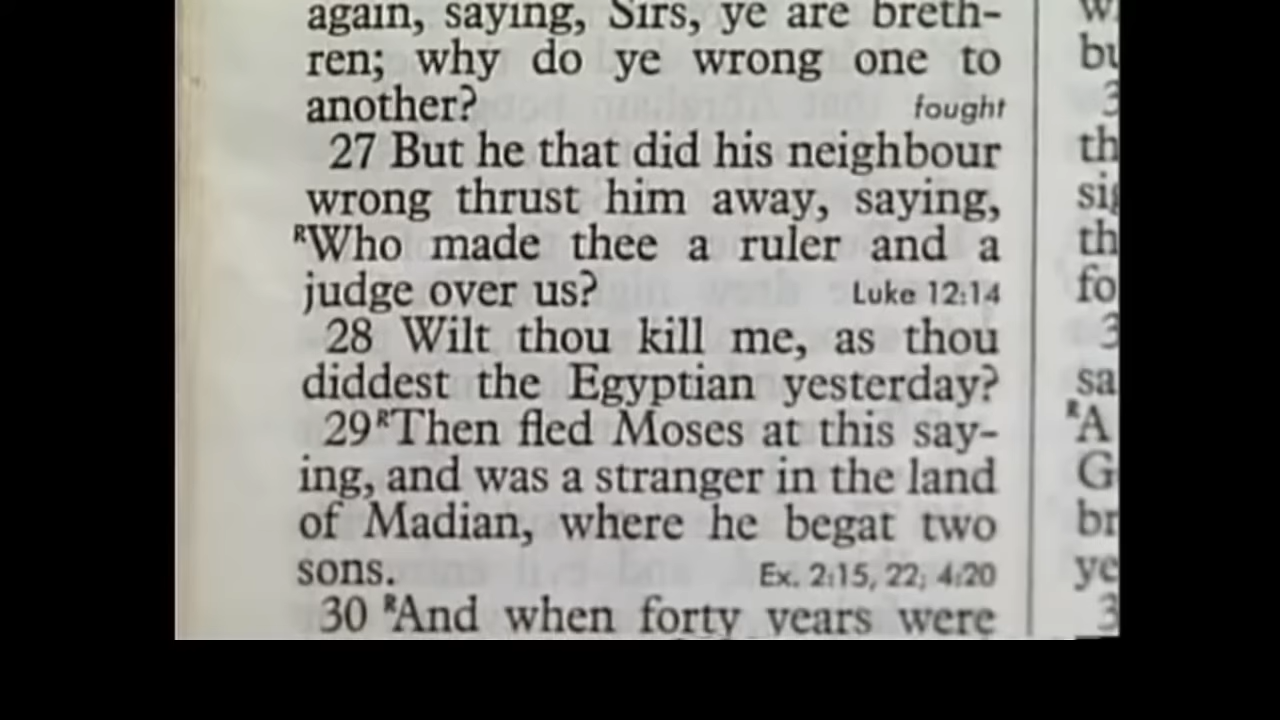 again, saying, Sirs, ye are breth-
ren; why do ye wrong one to
another? fought
27 But he that did his neighbour
wrong thrust him away, saying,
ᴿWho made thee a ruler and a
judge over us? Luke 12:14
28 Wilt thou kill me, as thou
diddest the Egyptian yesterday?
29 ᴿThen fled Moses at this say-
ing, and was a stranger in the land
of Madian, where he begat two
sons. Ex. 2:15, 22; 4:20
30 ᴿAnd when forty years were